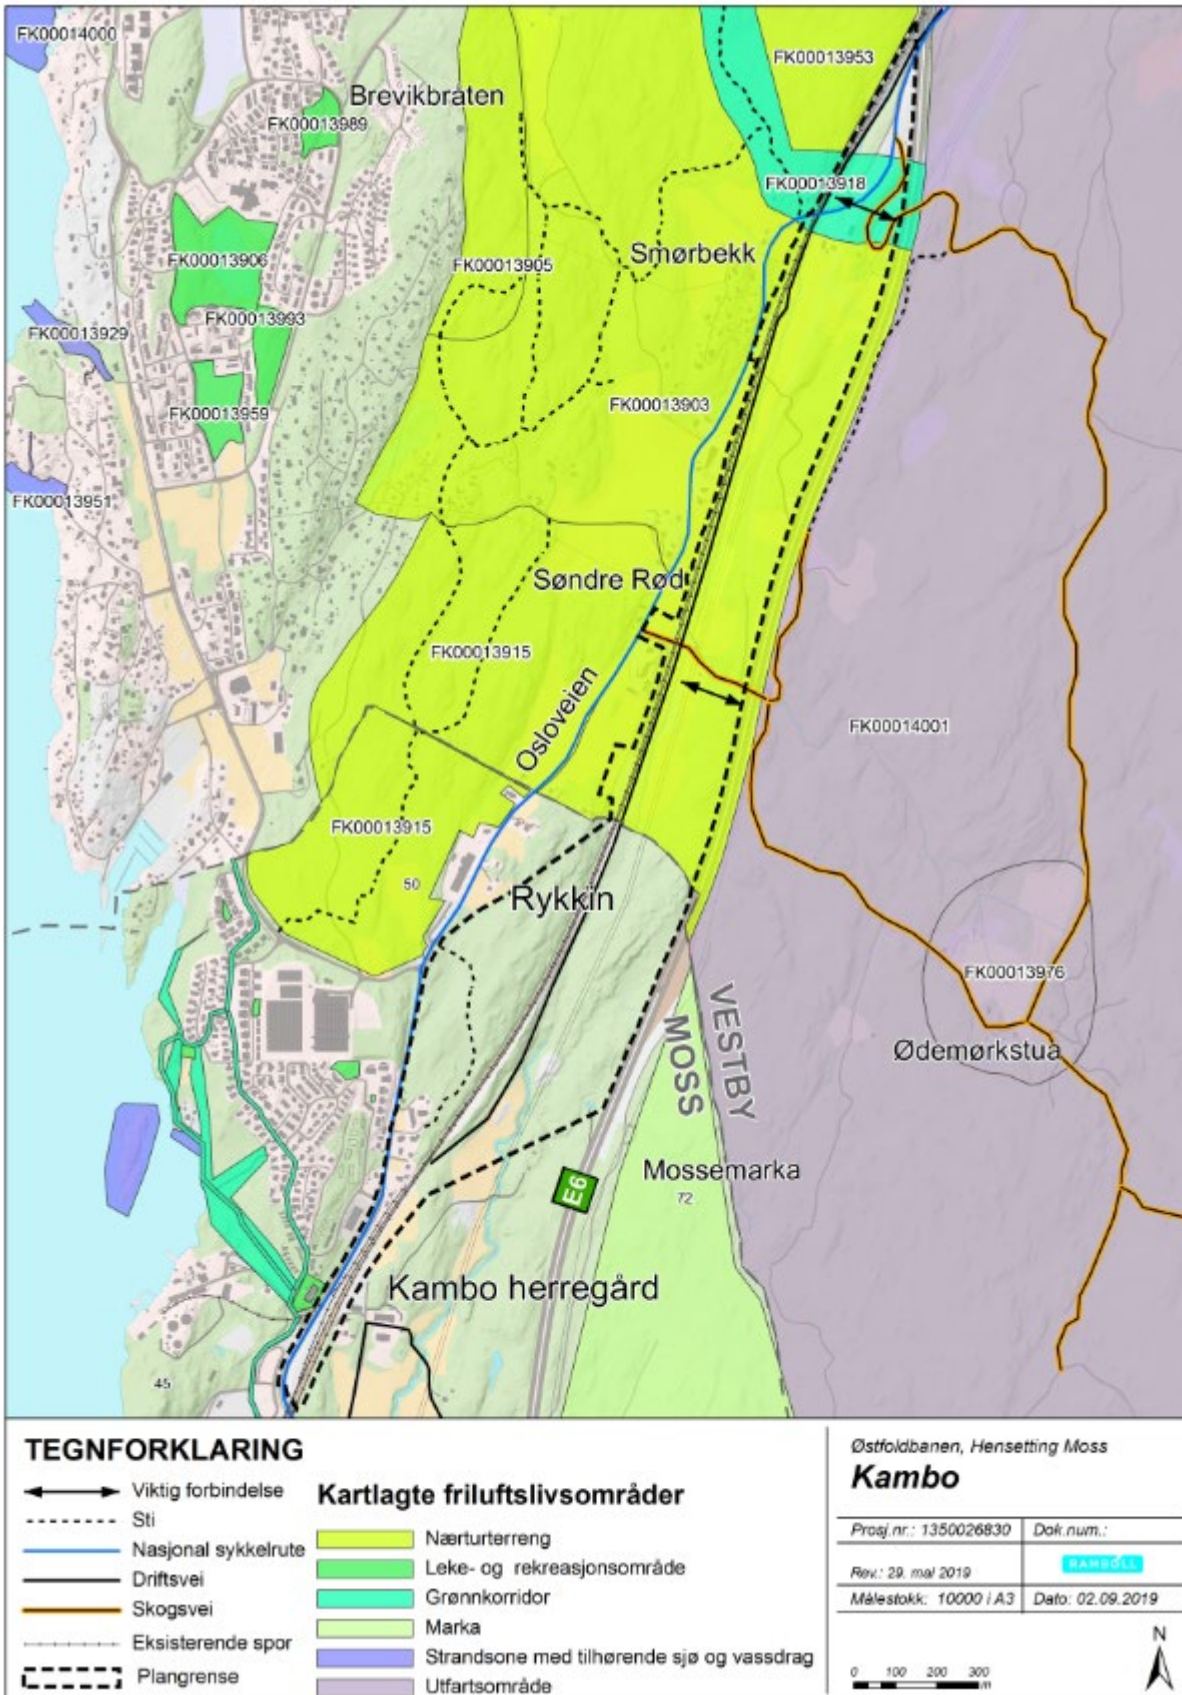 FK00014000
FK00013953
Brevikbråten
FK00013989
FK00013918
Smørbekk
FK00013906
FK00013905
FK00013993
FK00013929
FK00013903
FK00013959
FK00013951
Søndre Rød
FK00013915
Osloveien
FK00014001
FK00013915
50
Rykkin
FK00013976
VESTBY
MOSS
Ødemørkstua
Mossemarka
72
E6
Kambo herregård
45
TEGNFORKLARING
Viktig forbindelse
Sti
Nasjonal sykkelrute
Driftsvei
Skogsvei
Eksisterende spor
Plangrense
Kartlagte friluftslivsområder
Nærturterreng
Leke- og rekreasjonsområde
Grønnkorridor
Marka
Strandsone med tilhørende sjø og vassdrag
Utfartsområde
Østfoldbanen, Hensetting Moss
Kambo
Prosj.nr.: 1350026830 Dok.num.:
Rev.: 29. mai 2019 RAMBOLL
Målestokk: 10000 i A3 Dato: 02.09.2019
N
0 100 200 300
m